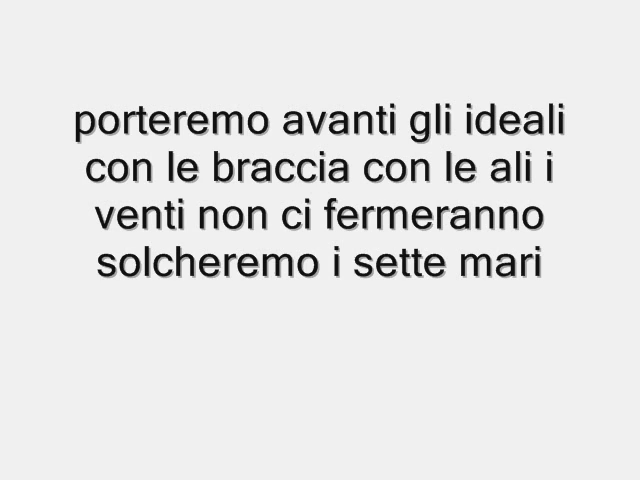 porteremo avanti gli ideali
con le braccia con le ali i
venti non ci fermeranno
solcheremo i sette mari